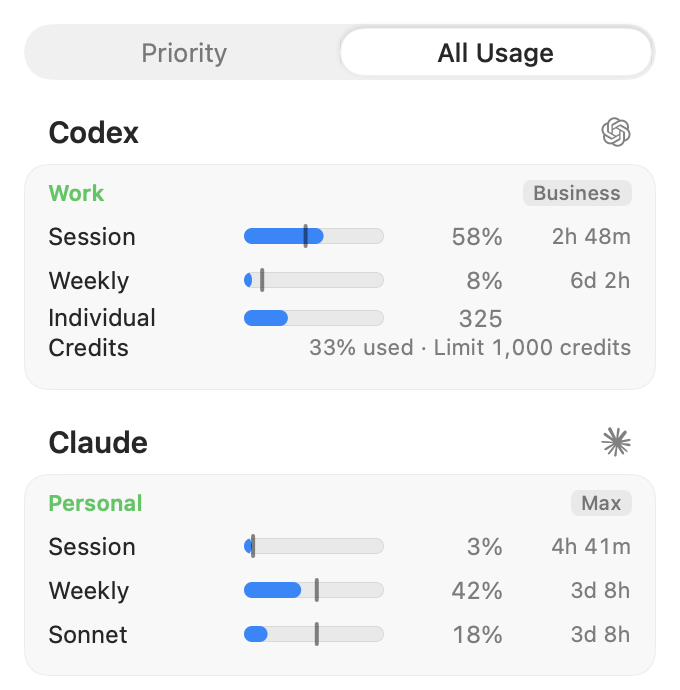 Priority All Usage
Codex
Work Business
Session 58% 2h 48m
Weekly 8% 6d 2h
Individual 325
Credits 33% used · Limit 1,000 credits
Claude
Personal Max
Session 3% 4h 41m
Weekly 42% 3d 8h
Sonnet 18% 3d 8h